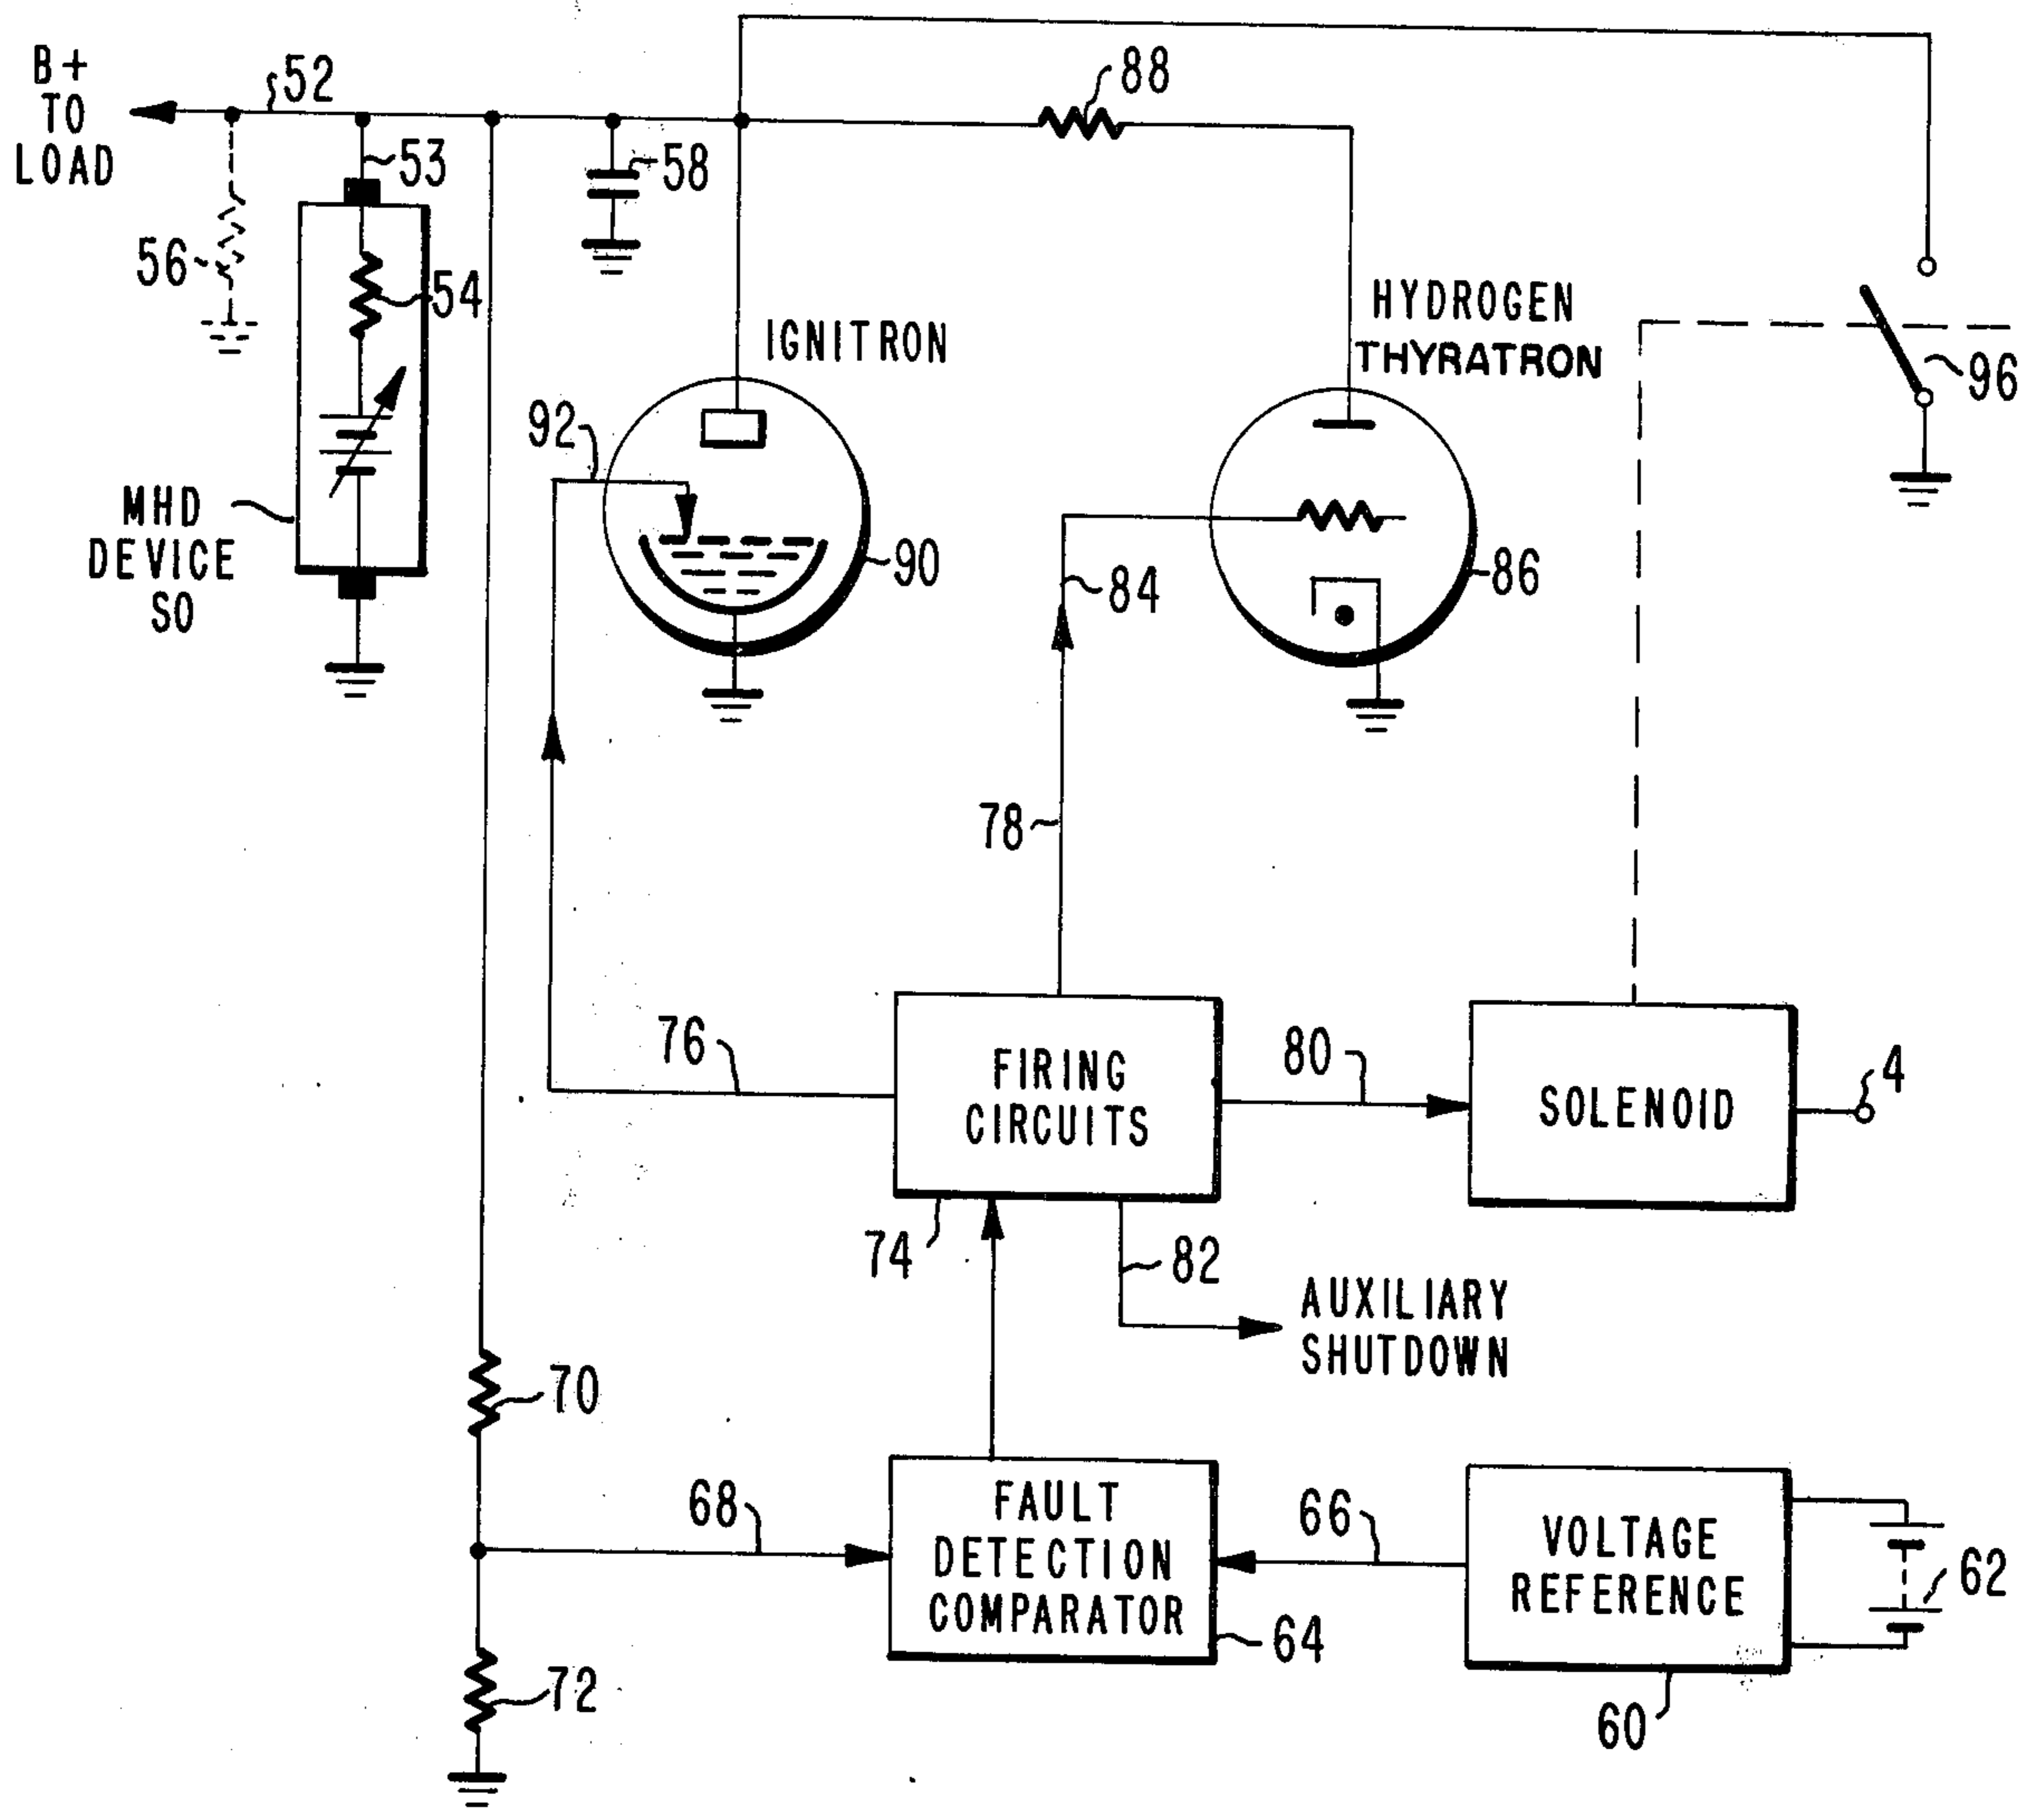 B+
TO
LOAD
52
53
56
54
58
88
IGNITRON
HYDROGEN
THYRATRON
96
92
MHD
DEVICE
SO
90
84
86
78
76
FIRING
CIRCUITS
80
SOLENOID
4
74
82
AUXILIARY
SHUTDOWN
70
68
FAULT
DETECTION
COMPARATOR
66
VOLTAGE
REFERENCE
62
64
72
60